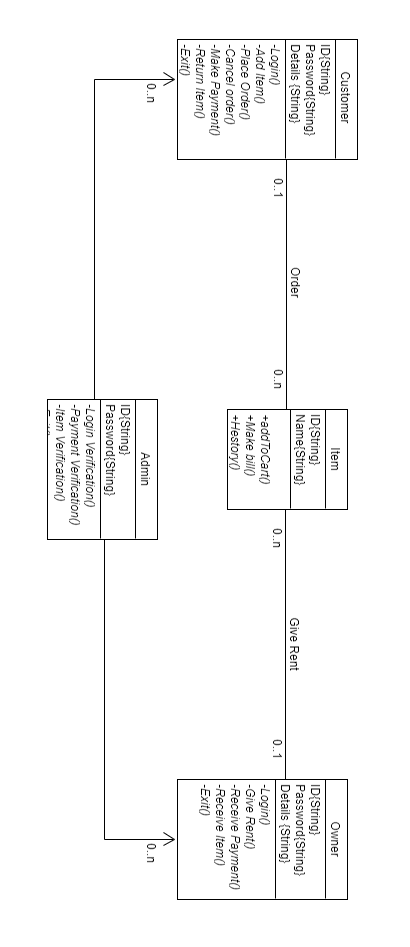 Customer
ID{String}
Password{String}
Details {String}
-Login()
-Add Item()
-Place Order()
-Cancel order()
-Make Payment()
-Return Item()
-Exit()
0..1
Order
0..n
Item
ID{String}
Name{String}
+addToCart()
+Make bill()
+Hestory()
0..n
Give Rent
0..1
Owner
ID{String}
Password{String}
Details {String}
-Login()
-Give Rent()
-Receive Payment()
-Receive Item()
-Exit()
0..n
Admin
ID{String}
Password{String}
-Login Verification()
-Payment Verification()
-Item Verification()
0..n